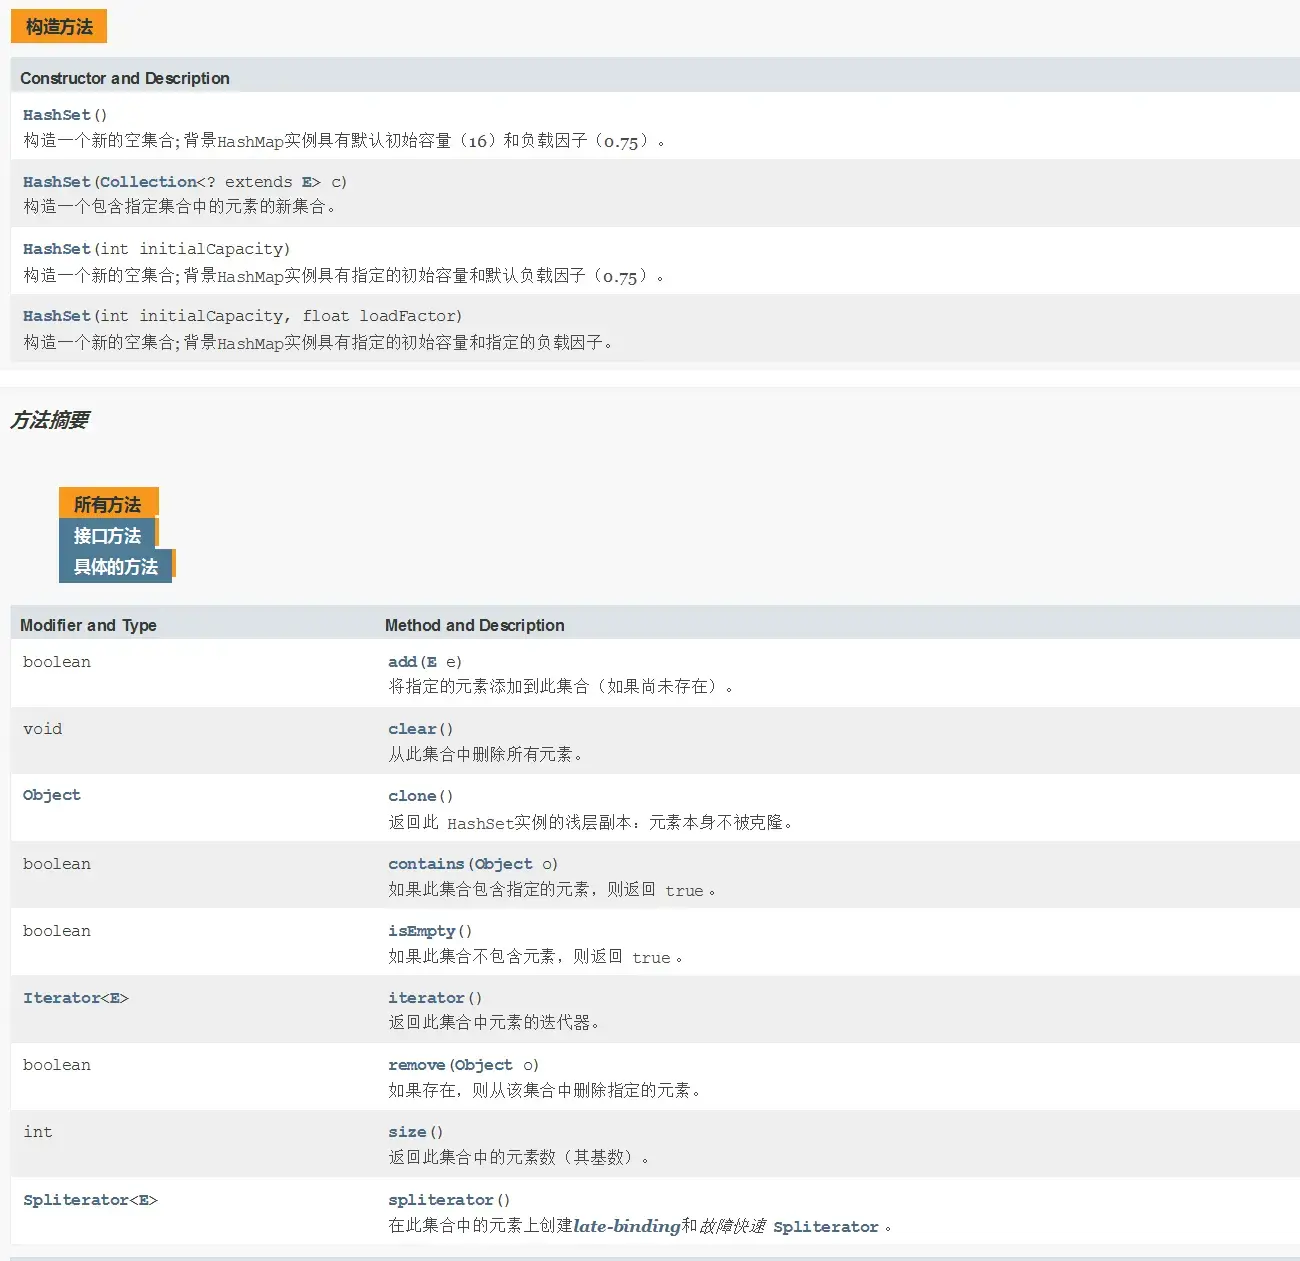 构造方法
Constructor and Description
HashSet()
构造一个新的空集合;背景HashMap实例具有默认初始容量（16）和负载因子（0.75）。
HashSet(Collection<? extends E> c)
构造一个包含指定集合中的元素的新集合。
HashSet(int initialCapacity)
构造一个新的空集合;背景HashMap实例具有指定的初始容量和默认负载因子（0.75）。
HashSet(int initialCapacity, float loadFactor)
构造一个新的空集合;背景HashMap实例具有指定的初始容量和指定的负载因子。
方法摘要
所有方法
接口方法
具体的方法
Modifier and Type Method and Description
boolean add(E e)
将指定的元素添加到此集合（如果尚未存在）。
void clear()
从此集合中删除所有元素。
Object clone()
返回此 HashSet实例的浅层副本：元素本身不被克隆。
boolean contains(Object o)
如果此集合包含指定的元素，则返回 true 。
boolean isEmpty()
如果此集合不包含元素，则返回 true 。
Iterator<E> iterator()
返回此集合中元素的迭代器。
boolean remove(Object o)
如果存在，则从该集合中删除指定的元素。
int size()
返回此集合中的元素数（其基数）。
Spliterator<E> spliterator()
在此集合中的元素上创建late-binding和故障快速 Spliterator 。